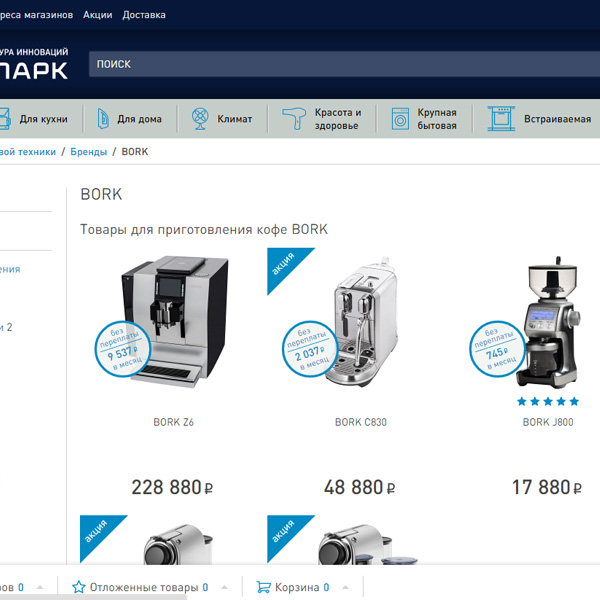 реса магазинов Акции Доставка
УРА ИННОВАЦИЙ
ПАРК
ПОИСК
Для кухни Для дома Климат Красота и здоровье Крупная бытовая Встраиваемая
вой техники / Бренды / BORK
BORK
Товары для приготовления кофе BORK
ения
и 2
акция
без переплаты
9 537₽
в месяц
без переплаты
2 037₽
в месяц
без переплаты
745₽
в месяц
BORK Z6 BORK C830 BORK J800
228 880 ₽ 48 880 ₽ 17 880 ₽
акция акция
ров 0 Отложенные товары 0 Корзина 0